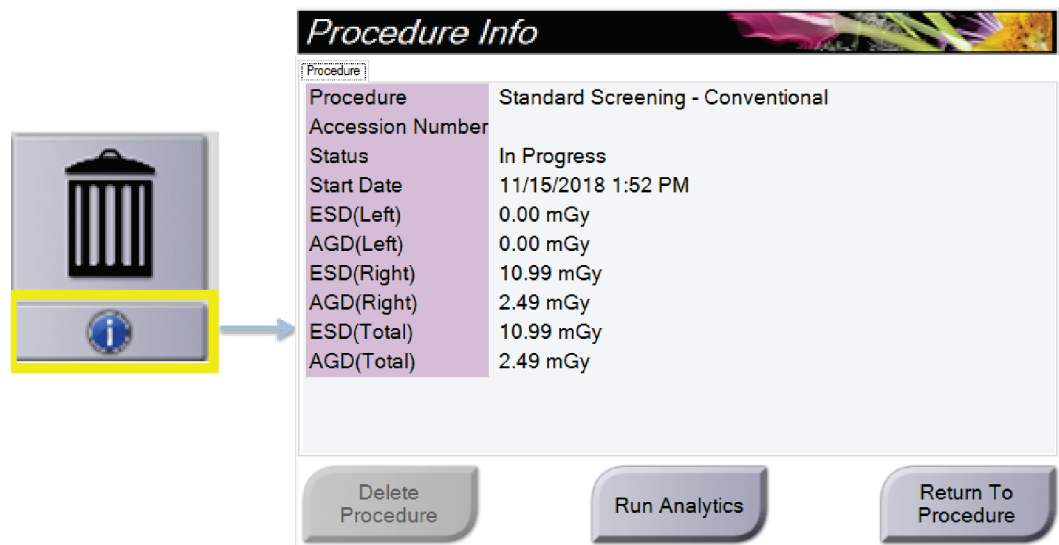 Procedure Info
Procedure
Procedure Standard Screening - Conventional
Accession Number
Status In Progress
Start Date 11/15/2018 1:52 PM
ESD(Left) 0.00 mGy
AGD(Left) 0.00 mGy
ESD(Right) 10.99 mGy
AGD(Right) 2.49 mGy
ESD(Total) 10.99 mGy
AGD(Total) 2.49 mGy
i
Delete
Procedure
Run Analytics
Return To
Procedure